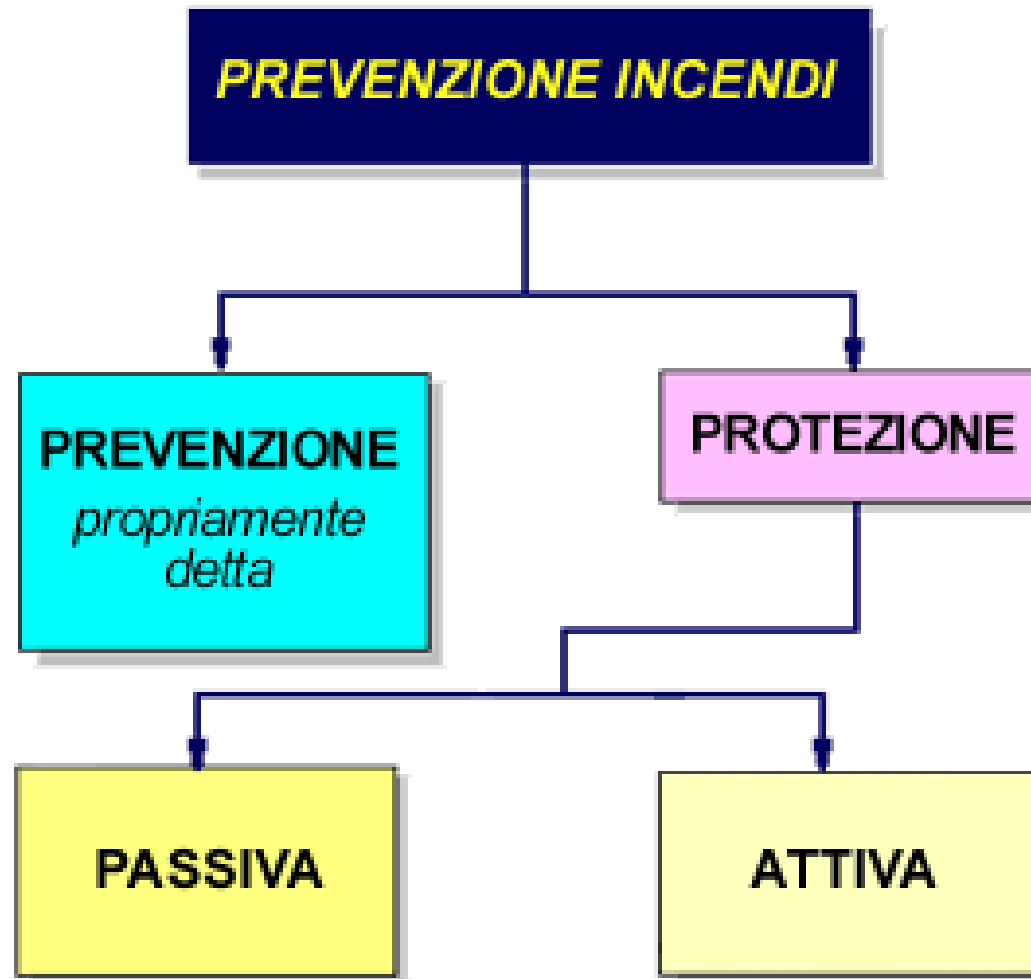 PREVENZIONE INCENDI
PREVENZIONE
propriamente
detta
PROTEZIONE
PASSIVA
ATTIVA